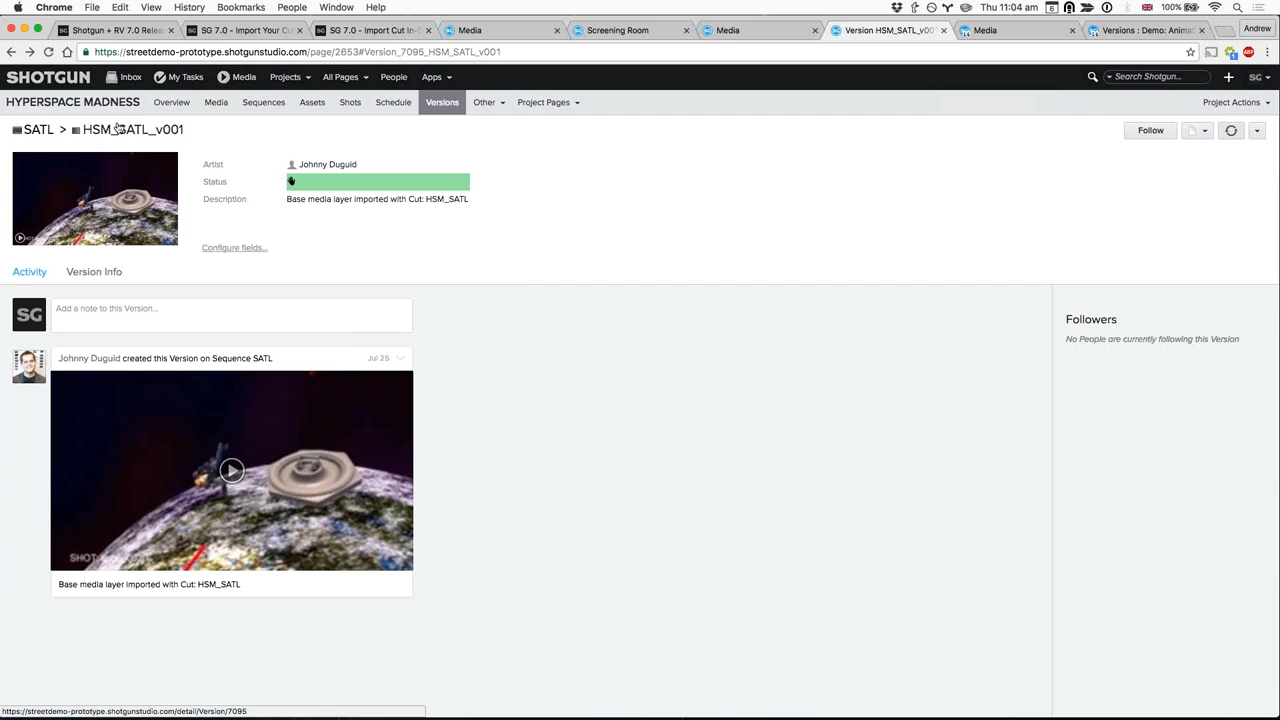 Chrome File Edit View History Bookmarks People Window Help 6 Thu 11:04 am 100%
Shotgun + RV 7.0 Relea SG 7.0 - Import Your Cu SG 7.0 - Import Cut In-D Media Screening Room Media Version HSM_SATL_v001 Media Versions : Demo: Animat Andrew
https://streetdemo-prototype.shotgunstudio.com/page/2653#Version_7095_HSM_SATL_v001 ABP
SHOTGUN Inbox My Tasks Media Projects All Pages People Apps Search Shotgun... SG
HYPERSPACE MADNESS Overview Media Sequences Assets Shots Schedule Versions Other Project Pages Project Actions
SATL > HSM_SATL_v001 Follow
Artist Johnny Duguid
Status
Description Base media layer imported with Cut: HSM_SATL
Configure fields...
Activity Version Info
SG Add a note to this Version...
Followers
No People are currently following this Version
Johnny Duguid created this Version on Sequence SATL Jul 25
Base media layer imported with Cut: HSM_SATL
https://streetdemo-prototype.shotgunstudio.com/detail/Version/7095